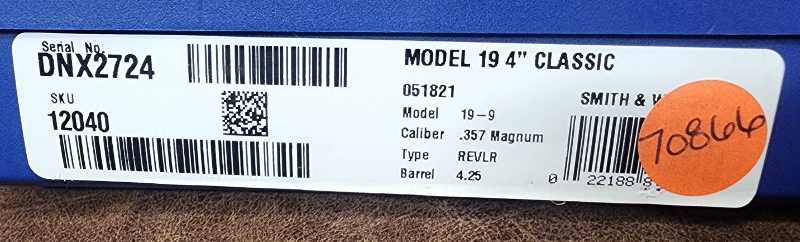 Serial No.
DNX2724
SKU
12040
MODEL 19 4" CLASSIC
051821
SMITH & W
Model 19-9
Caliber .357 Magnum
Type REVLR
Barrel 4.25
0 22188 8
70866